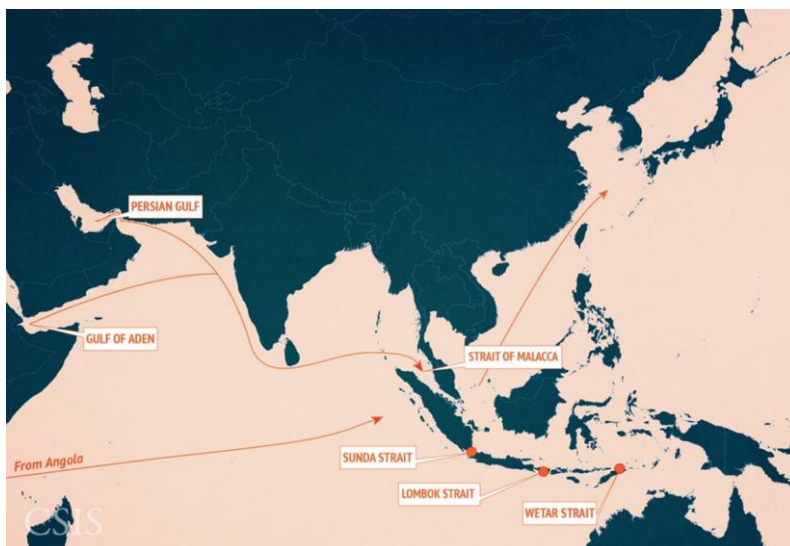 PERSIAN GULF
GULF OF ADEN
STRAIT OF MALACCA
From Angola
SUNDA STRAIT
LOMBOK STRAIT
WETAR STRAIT
CSIS